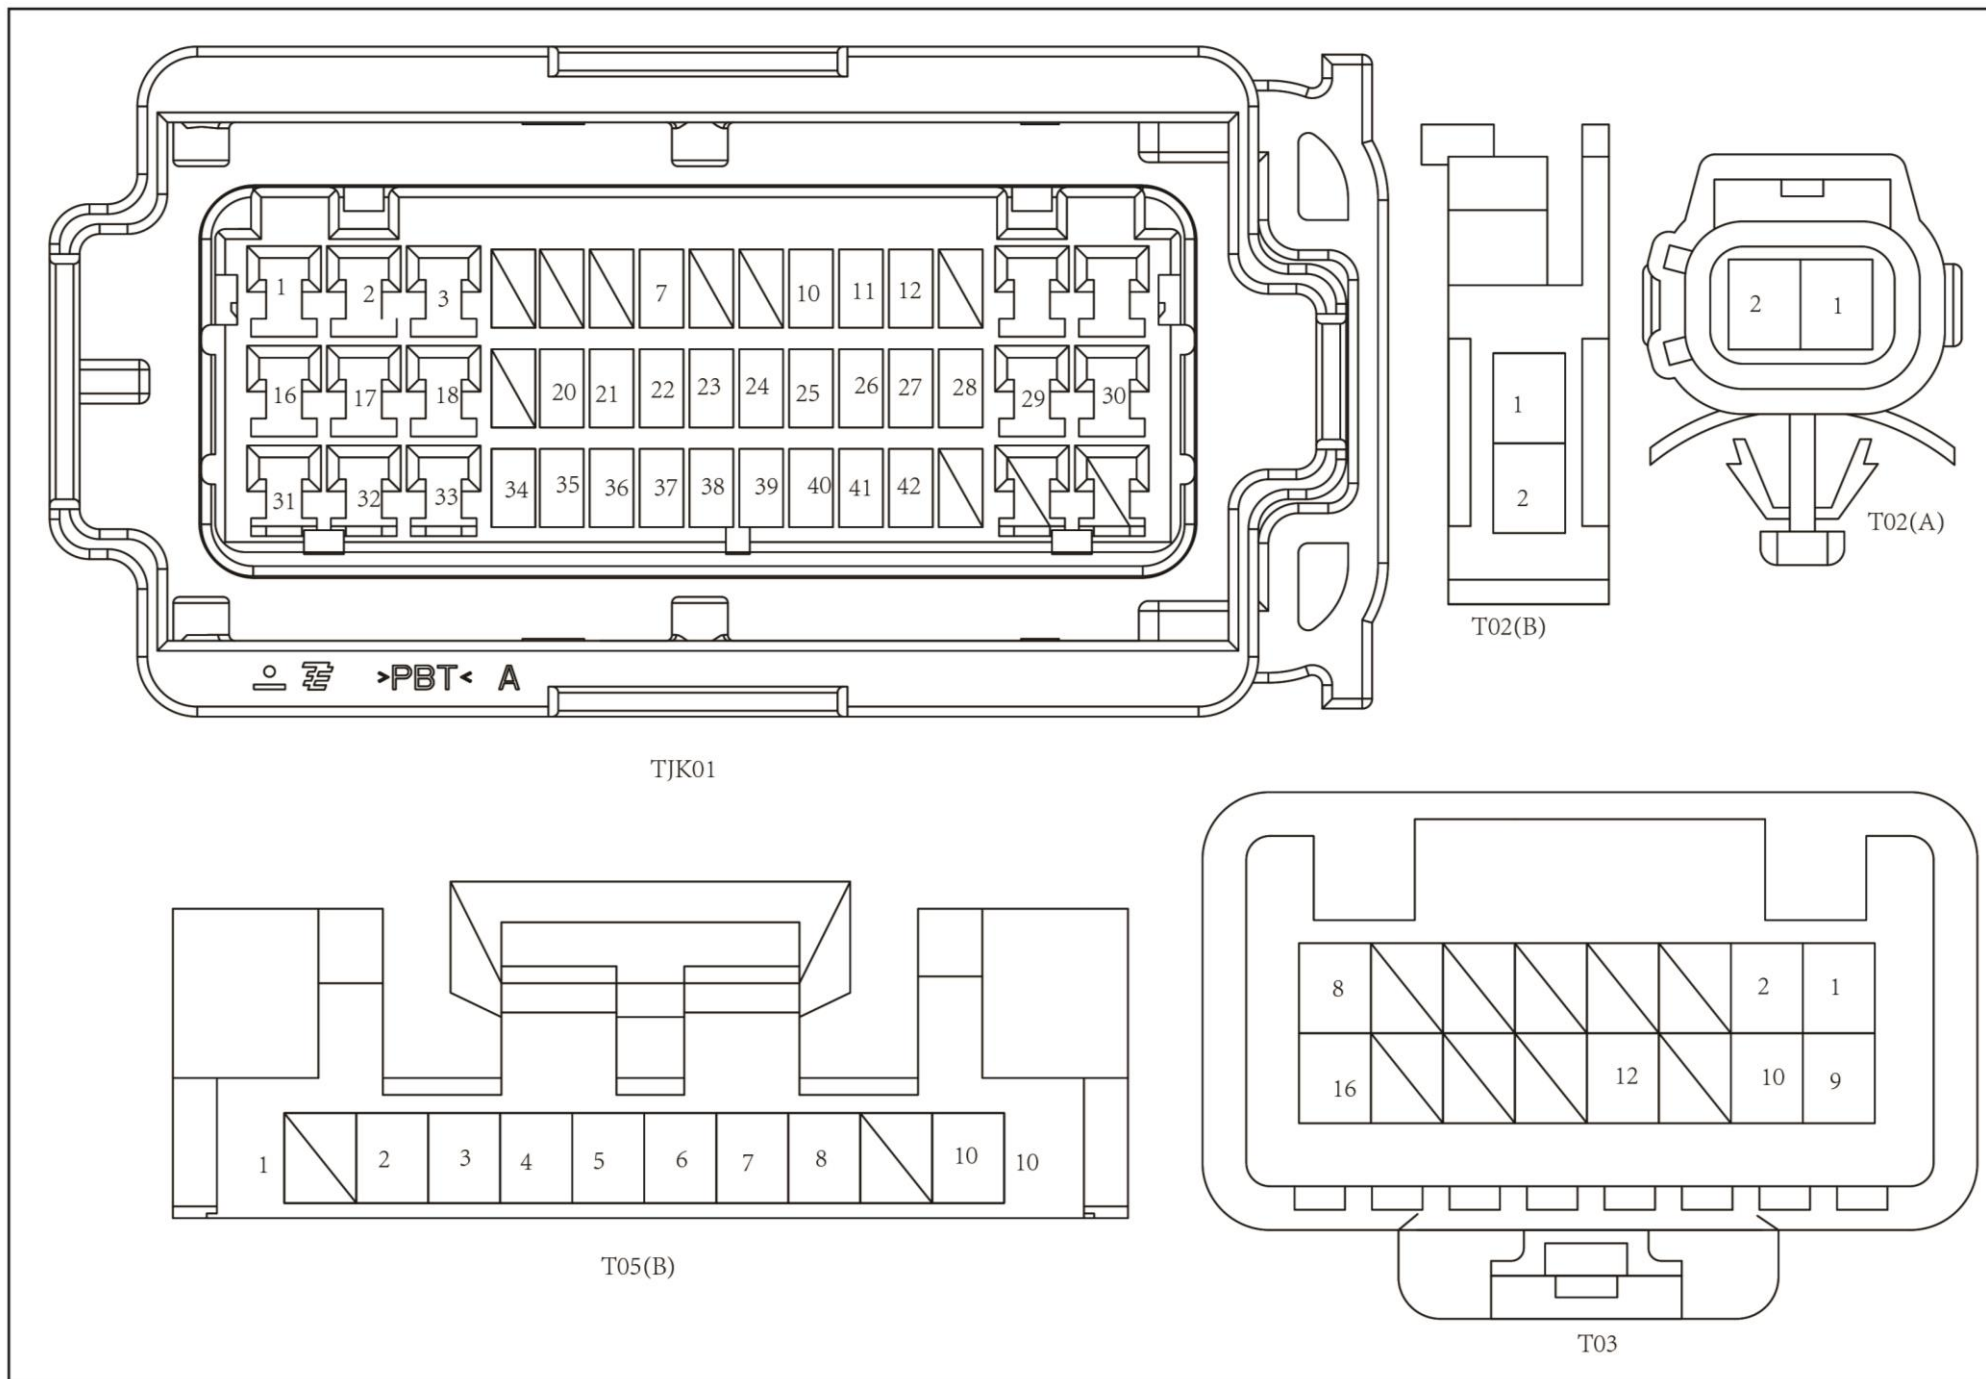 1 2 3 7 10 11 12
16 17 18 20 21 22 23 24 25 26 27 28 29 30
31 32 33 34 35 36 37 38 39 40 41 42
>PBT< A
TJK01
1
2
T02(B)
2 1
T02(A)
1 2 3 4 5 6 7 8 10 10
T05(B)
8 2 1
16 12 10 9
T03